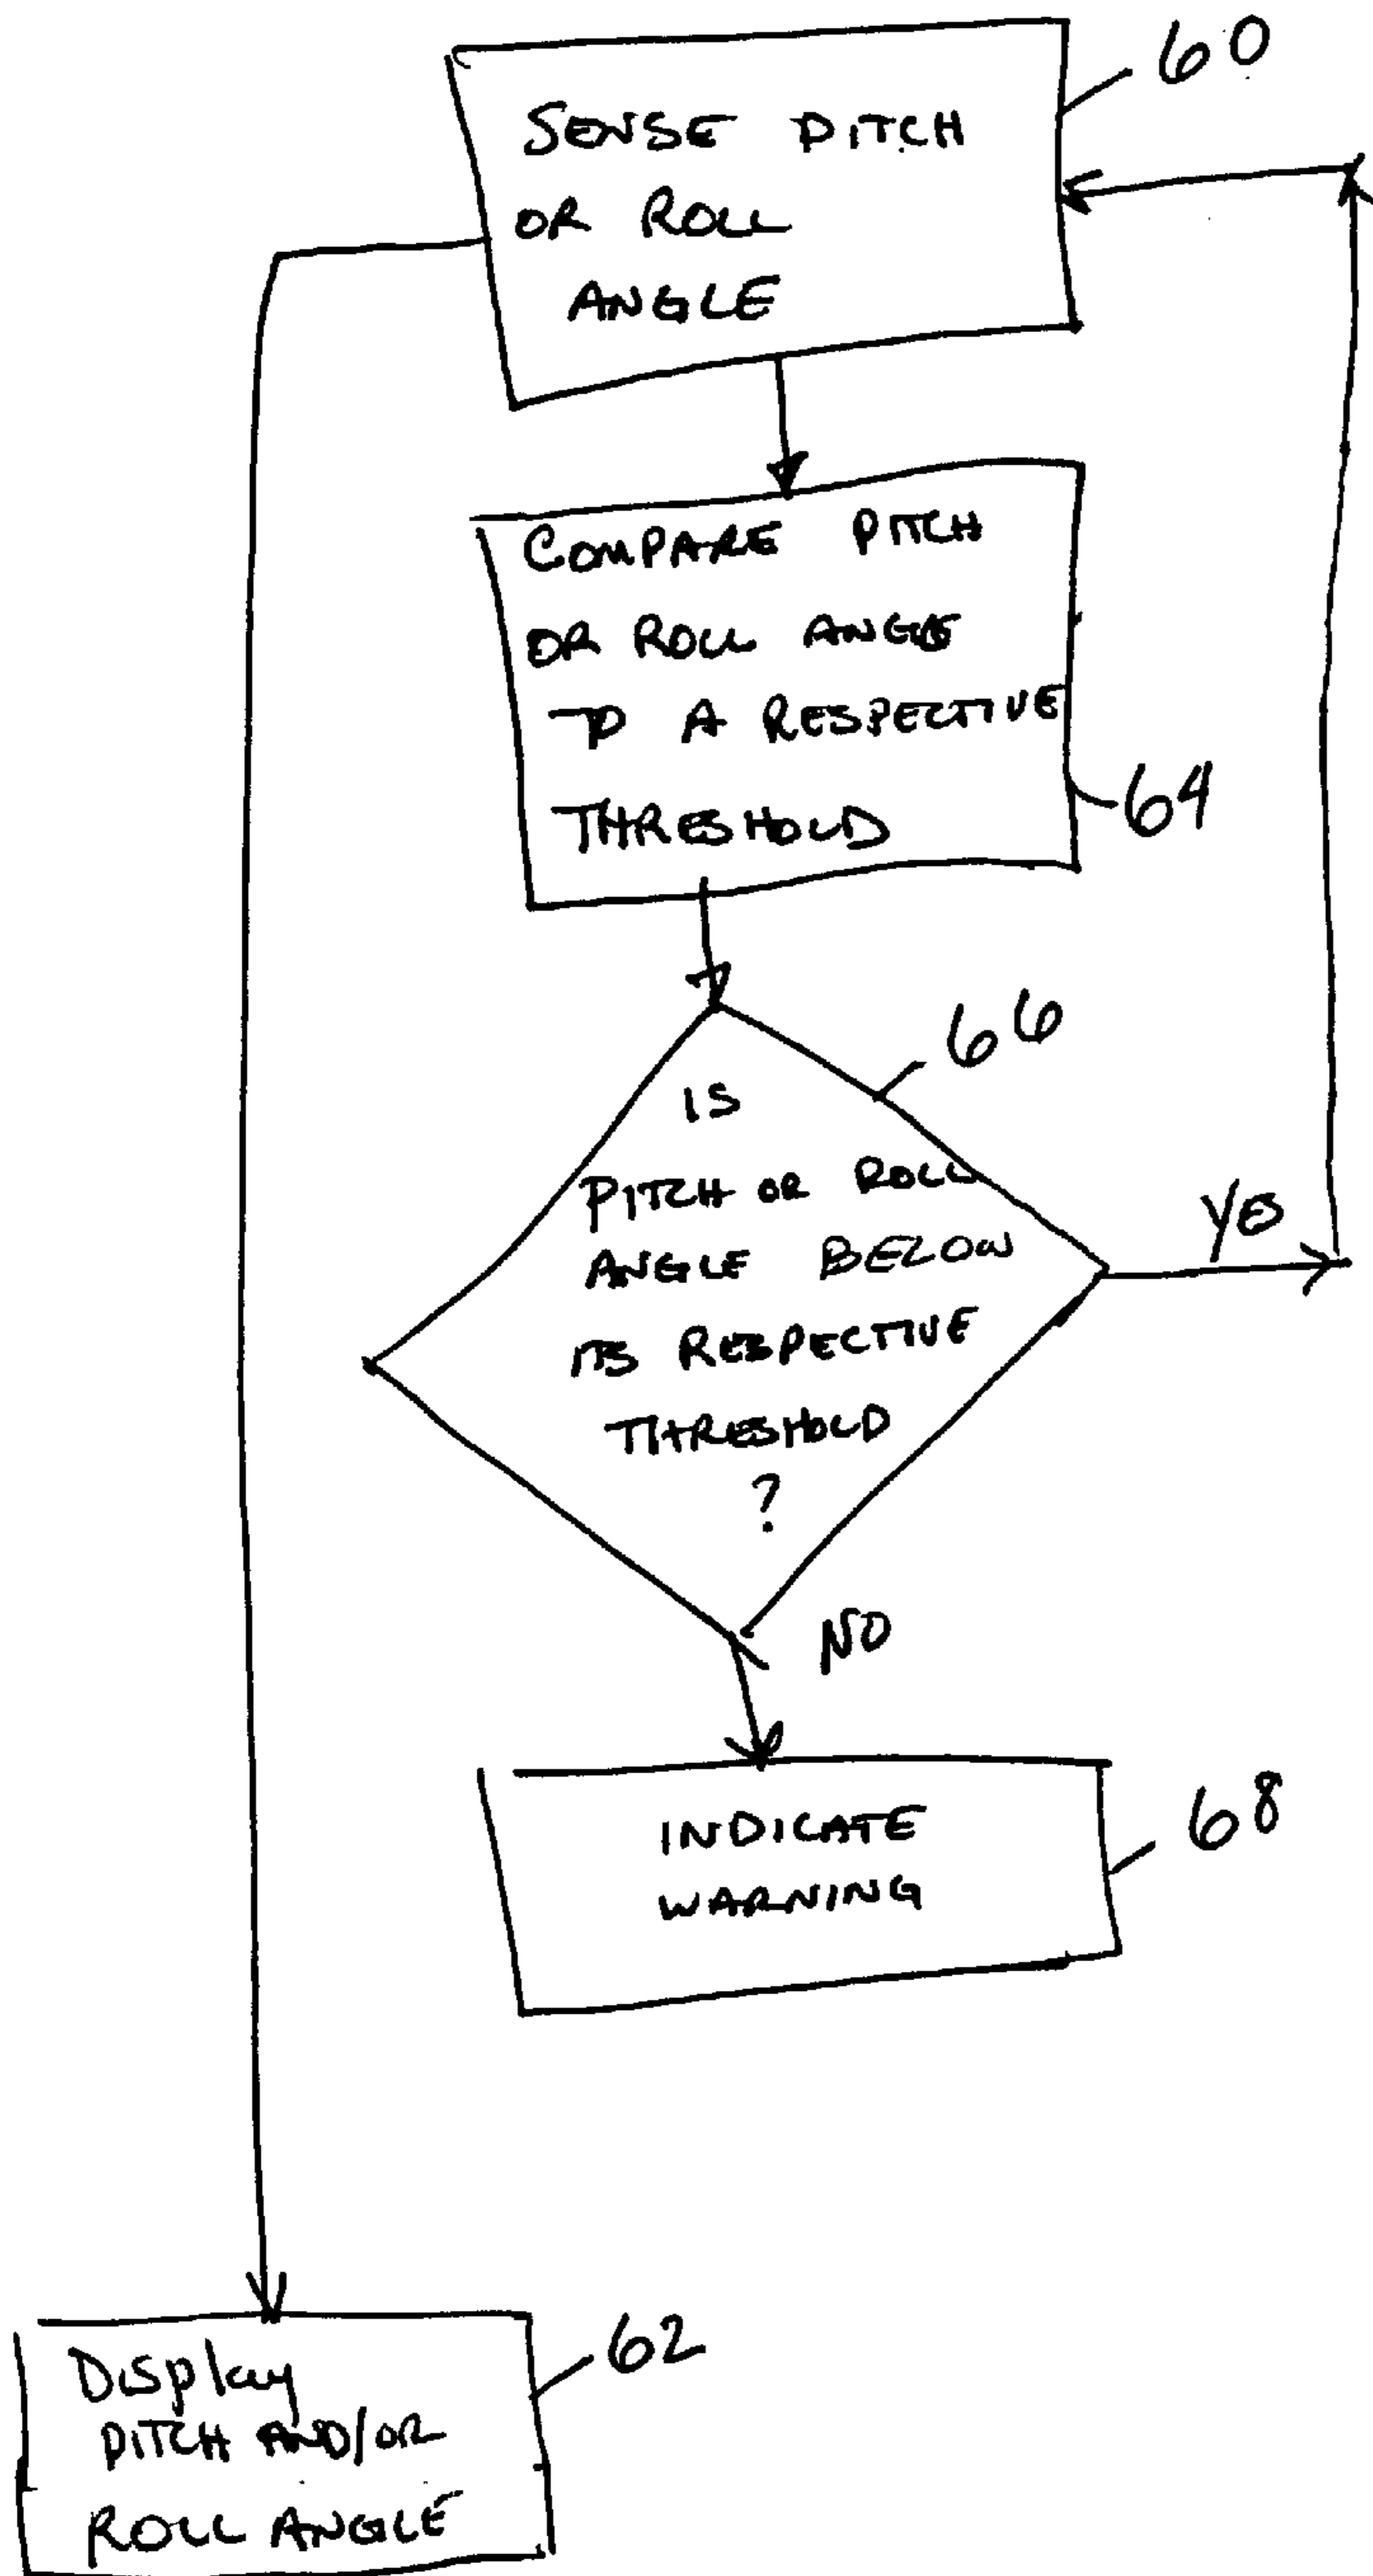 60
SENSE PITCH
OR ROLL
ANGLE
COMPARE PITCH
OR ROLL ANGLE
TO A RESPECTIVE
THRESHOLD
64
66
IS
PITCH OR ROLL
ANGLE BELOW
ITS RESPECTIVE
THRESHOLD
?
YES
NO
INDICATE
WARNING
68
62
Display
PITCH AND/OR
ROLL ANGLE